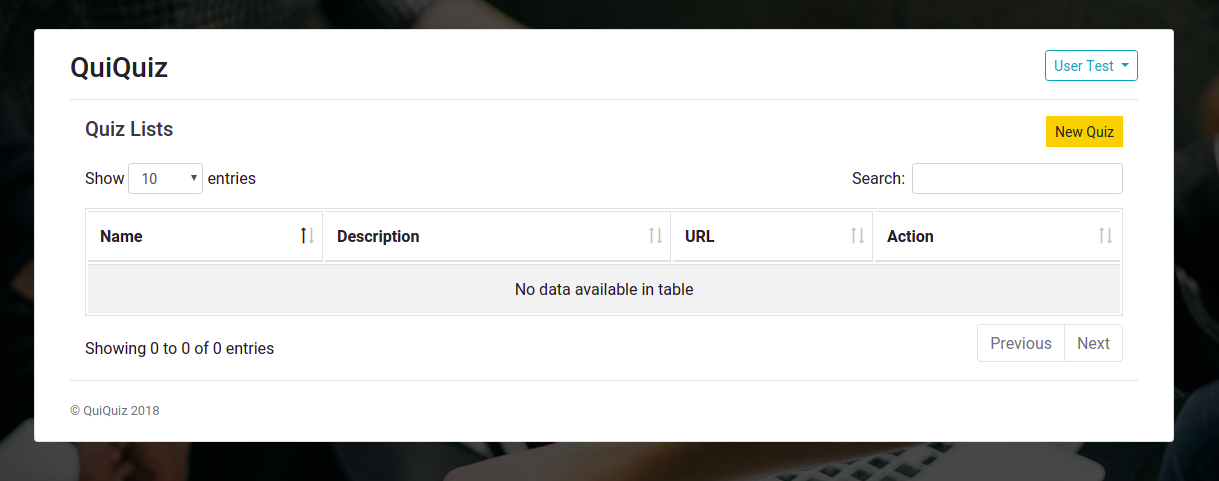 QuiQuiz
User Test
Quiz Lists
New Quiz
Show 10 entries
Search:
Name Description URL Action
No data available in table
Showing 0 to 0 of 0 entries
Previous Next
© QuiQuiz 2018